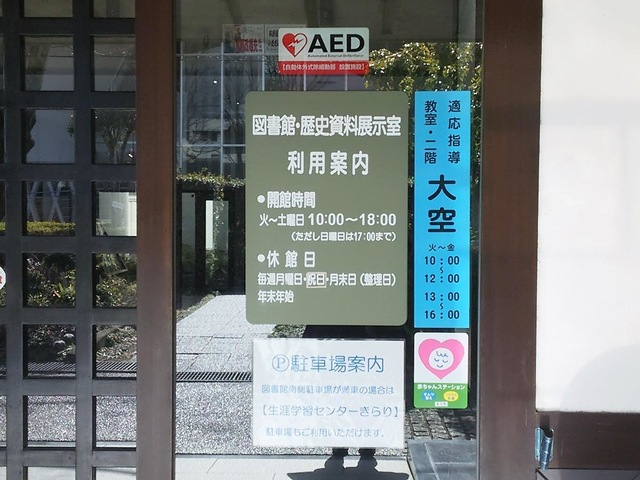 AED
Automated External Defibrillator
【自動体外式除細動器 設置施設】
図書館・歴史資料展示室
利用案内
●開館時間
火～土曜日 10:00～18:00
（ただし日曜日は17:00まで）
●休館日
毎週月曜日・祝日・月末日（整理日）
年末年始
適応指導
教室・二階
大空
火～金
10：00
～
12：00
13：00
～
16：00
Ⓟ駐車場案内
図書館南側駐車場が満車の場合は
【生涯学習センターきらり】
駐車場もご利用いただけます。
赤ちゃんステーション